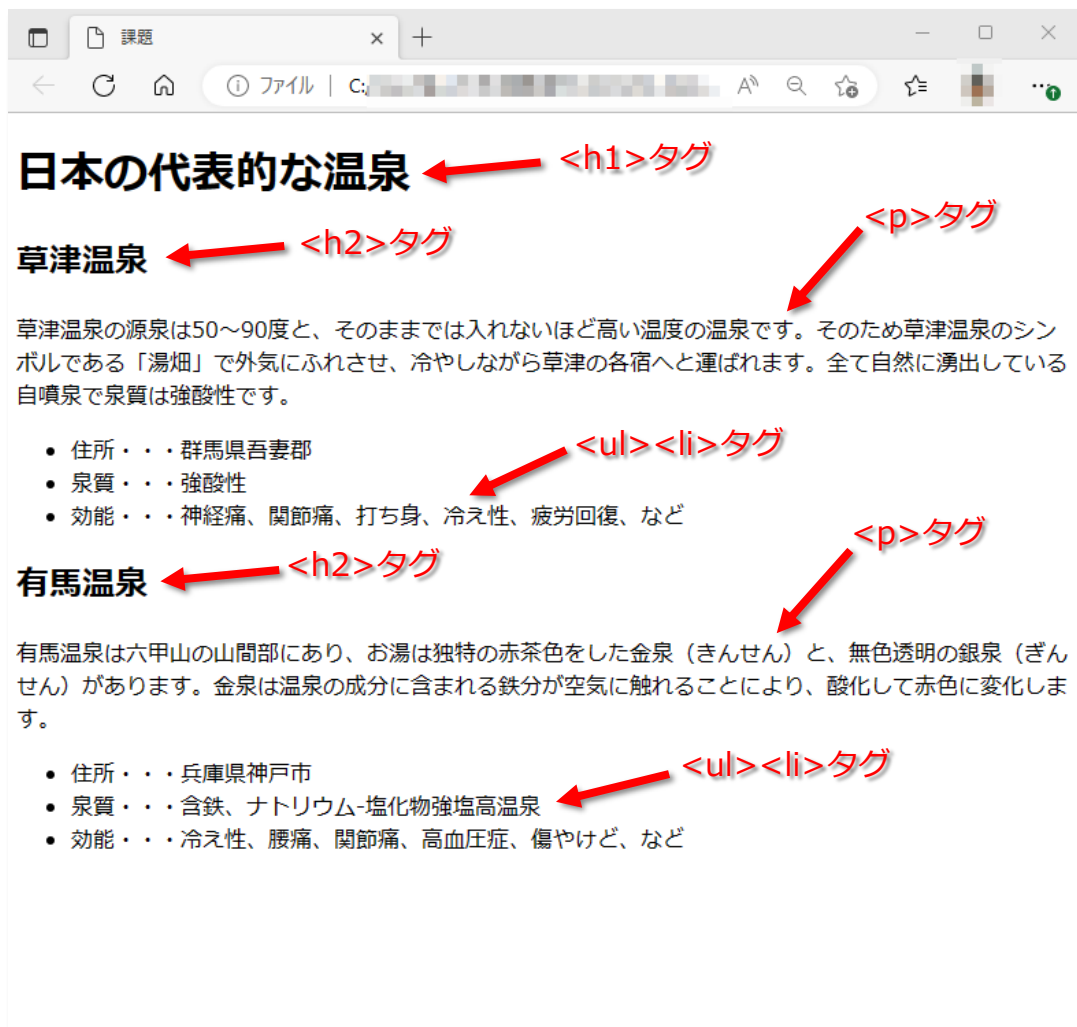 課題
ファイル | C:
A
日本の代表的な温泉 <h1>タグ
<p>タグ
草津温泉 <h2>タグ
草津温泉の源泉は50～90度と、そのままでは入れないほど高い温度の温泉です。そのため草津温泉のシン
ボルである「湯畑」で外気にふれさせ、冷やしながら草津の各宿へと運ばれます。全て自然に湧出している
自噴泉で泉質は強酸性です。
<ul><li>タグ
• 住所・・・群馬県吾妻郡
• 泉質・・・強酸性
• 効能・・・神経痛、関節痛、打ち身、冷え性、疲労回復、など
<p>タグ
有馬温泉 <h2>タグ
有馬温泉は六甲山の山間部にあり、お湯は独特の赤茶色をした金泉（きんせん）と、無色透明の銀泉（ぎん
せん）があります。金泉は温泉の成分に含まれる鉄分が空気に触れることにより、酸化して赤色に変化しま
す。
<ul><li>タグ
• 住所・・・兵庫県神戸市
• 泉質・・・含鉄、ナトリウム-塩化物強塩高温泉
• 効能・・・冷え性、腰痛、関節痛、高血圧症、傷やけど、など